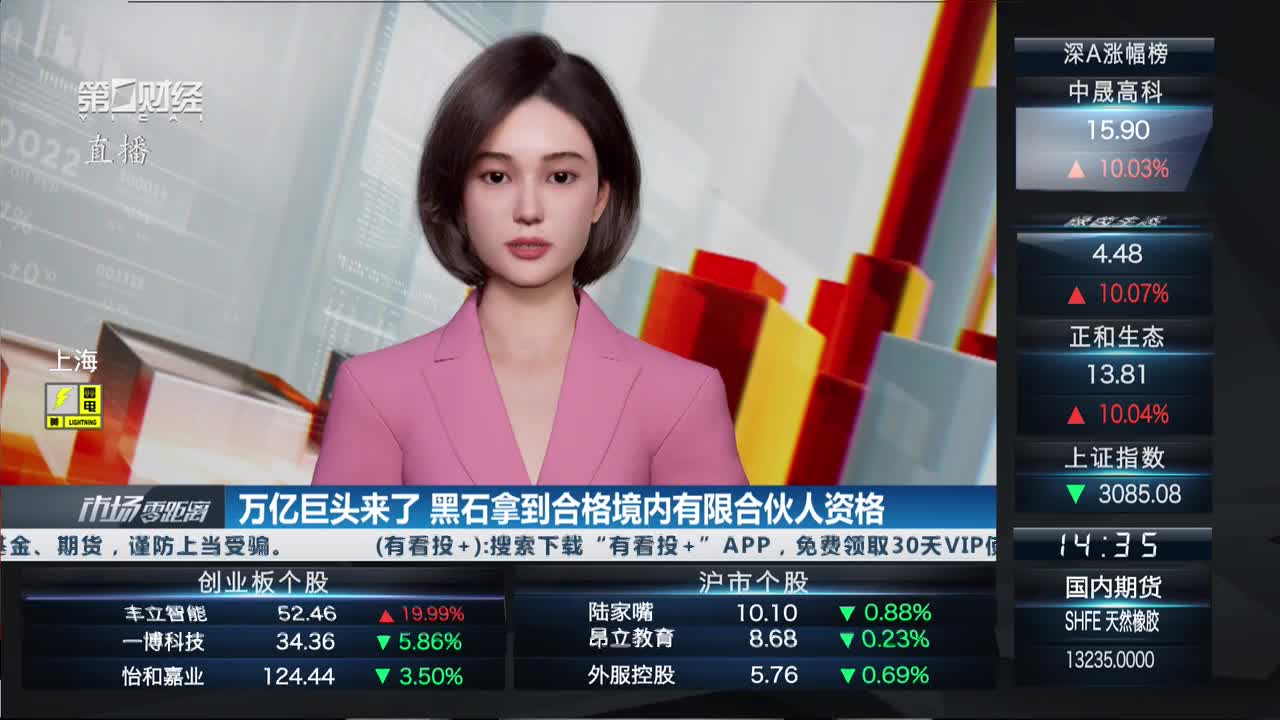 第一财经
YICAI
直播
0022
上海
雷电
黄 LIGHTNING
市场零距离
万亿巨头来了 黑石拿到合格境内有限合伙人资格
金、期货，谨防上当受骗。 (有看投+):搜索下载“有看投+”APP，免费领取30天VIP
创业板个股
丰立智能 52.46 ▲ 19.99%
一博科技 34.36 ▼ 5.86%
怡和嘉业 124.44 ▼ 3.50%
沪市个股
陆家嘴 10.10 ▼ 0.88%
昂立教育 8.68 ▼ 0.23%
外服控股 5.76 ▼ 0.69%
深A涨幅榜
中晟高科
15.90
▲ 10.03%
4.48
▲ 10.07%
正和生态
13.81
▲ 10.04%
上证指数
▼ 3085.08
14:35
国内期货
SHFE 天然橡胶
13235.0000